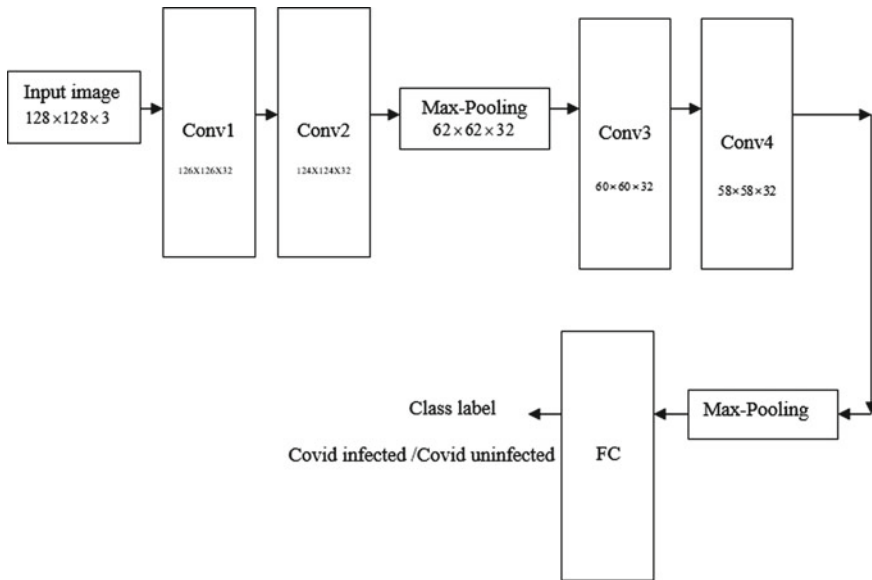 Input image
128×128×3
Conv1
126X126X32
Conv2
124X124X32
Max-Pooling
62×62×32
Conv3
60×60×32
Conv4
58×58×32
Max-Pooling
FC
Class label
Covid infected /Covid uninfected